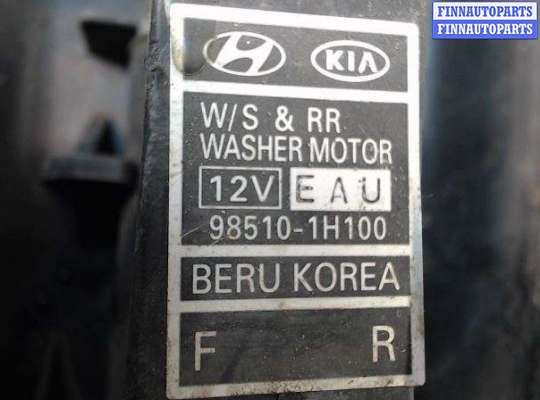 FINNAUTOPARTS
FINNAUTOPARTS
KIA
W/S & RR
WASHER MOTOR
12V EAU
98510-1H100
BERU KOREA
F R